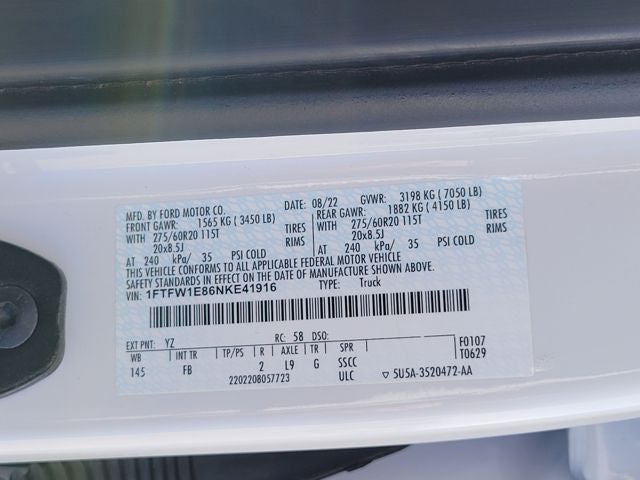 MFD. BY FORD MOTOR CO. DATE: 08/22 GVWR: 3198 KG (7050 LB)
FRONT GAWR: 1565 KG (3450 LB) REAR GAWR: 1882 KG (4150 LB)
WITH 275/60R20 115T TIRES WITH 275/60R20 115T TIRES
20x8.5J RIMS 20x8.5J RIMS
AT 240 kPa/ 35 PSI COLD AT 240 kPa/ 35 PSI COLD
THIS VEHICLE CONFORMS TO ALL APPLICABLE FEDERAL MOTOR VEHICLE
SAFETY STANDARD IN EFFECT ON THE DATE OF MANUFACTURE SHOWN ABOVE.
VIN: 1FTFW1E86NKE41916 TYPE: Truck
EXT PNT: YZ RC: 58 DSO: F0107
WB INT TR TP/PS R AXLE TR SPR T0629
145 FB 2 L9 G SSCC
2202208057723 ULC ▽ 5U5A-3520472-AA